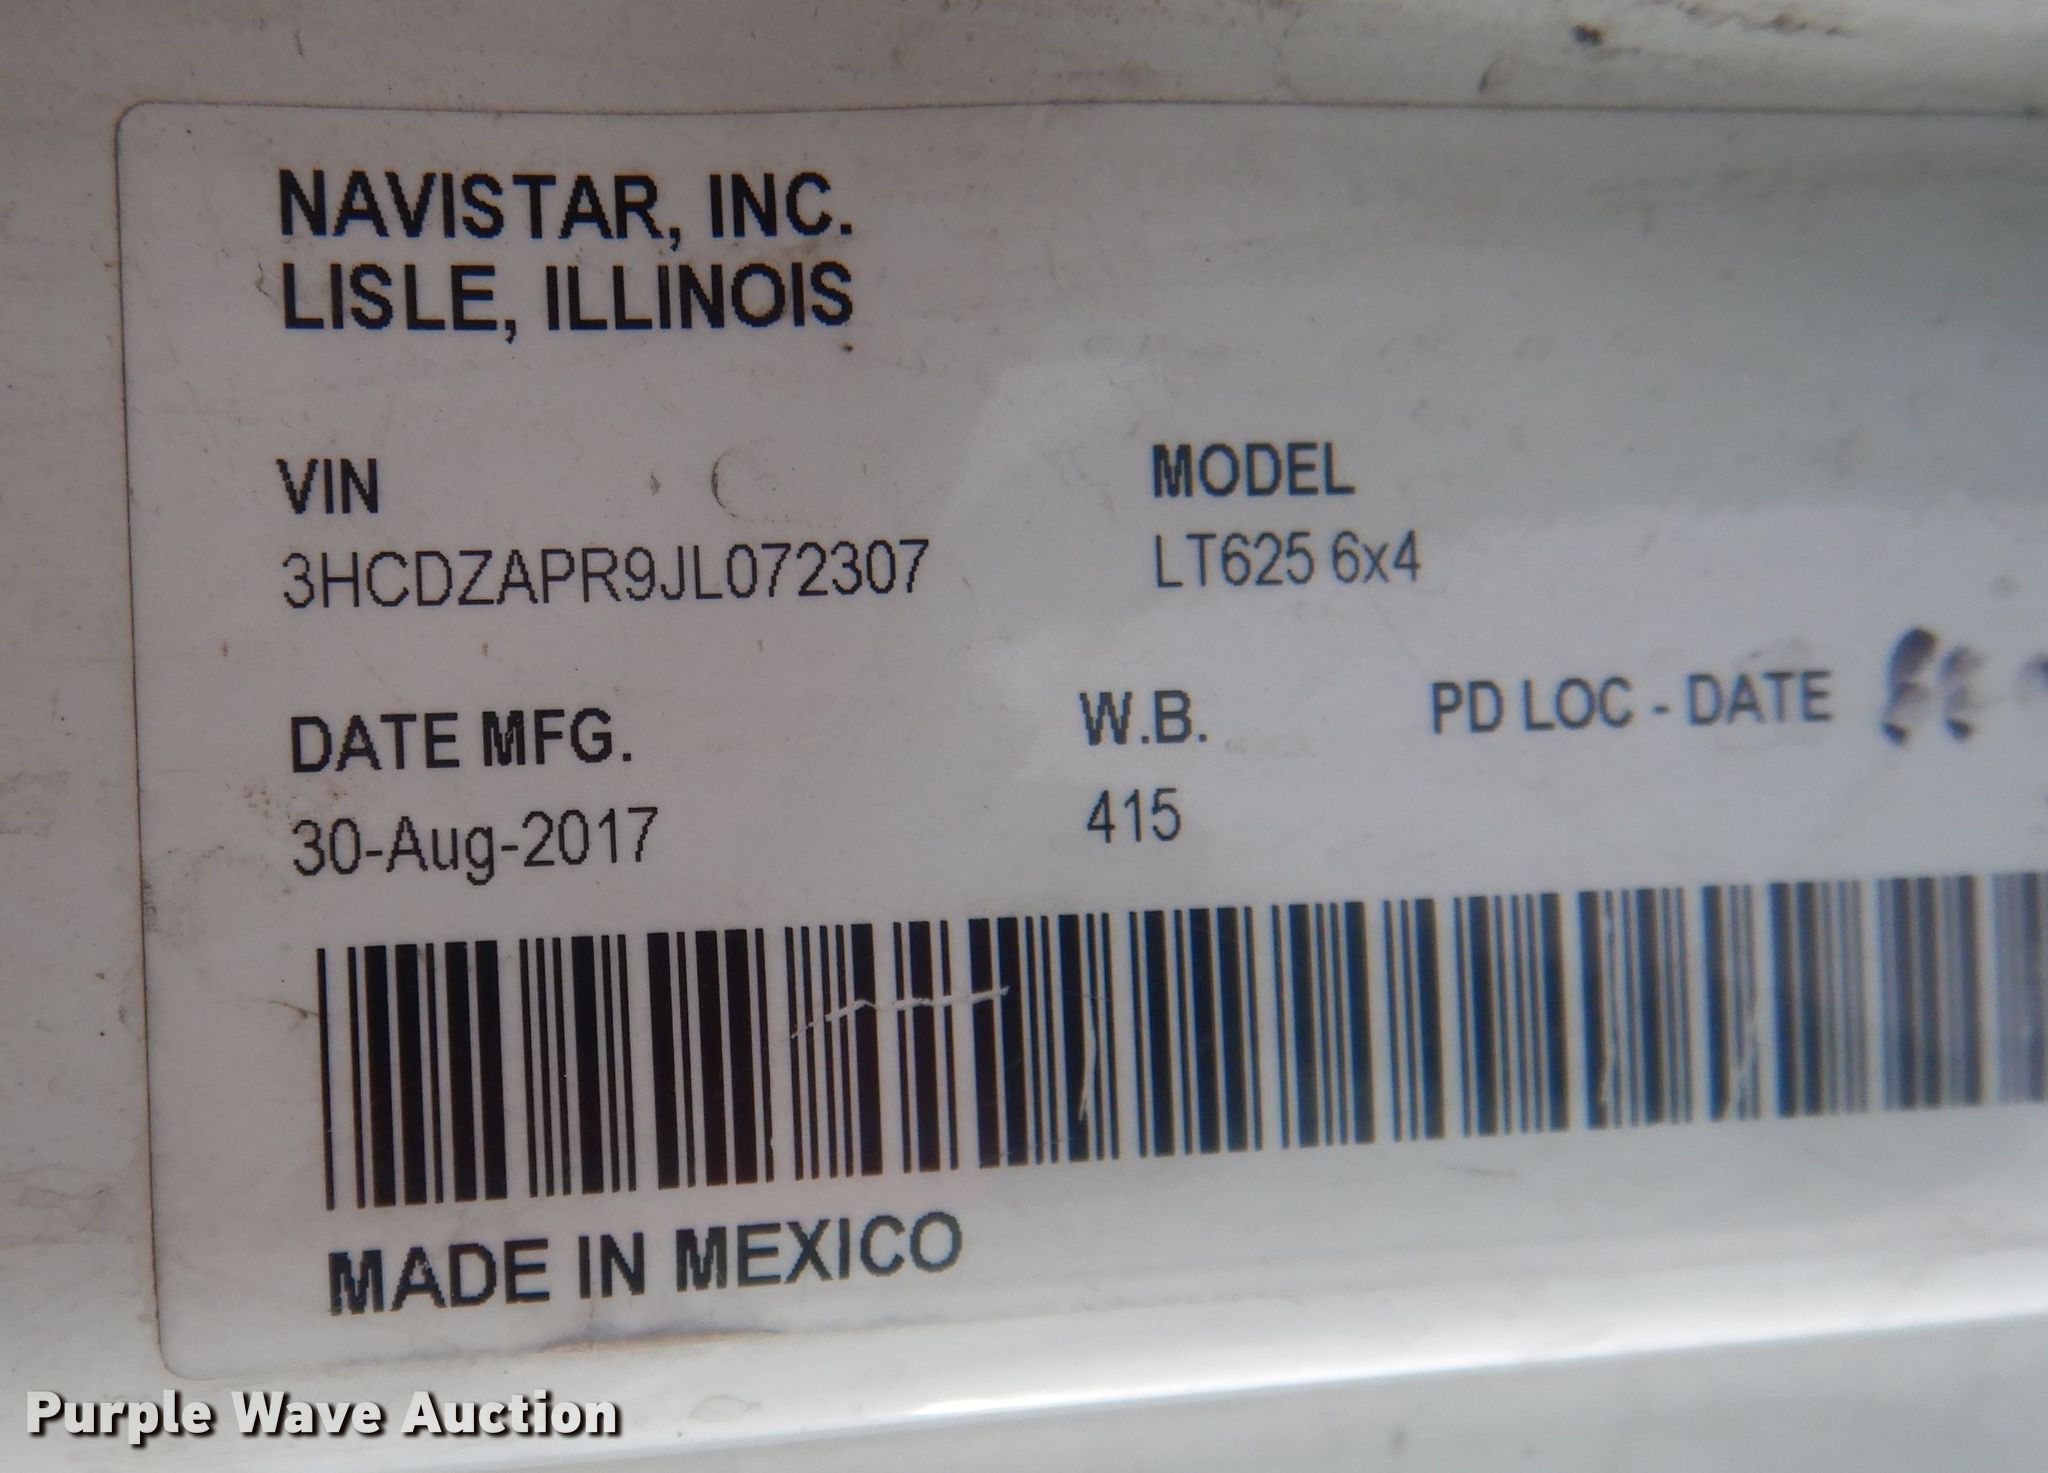 NAVISTAR, INC.
LISLE, ILLINOIS
VIN
3HCDZAPR9JL072307
MODEL
LT625 6x4
DATE MFG.
30-Aug-2017
W.B.
415
PD LOC - DATE
MADE IN MEXICO
Purple Wave Auction